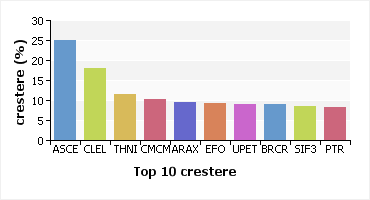 crestere (%)
30
25
20
15
10
5
0
ASCE CLEL THNI CMCM ARAX EFO UPET BRCR SIF3 PTR
Top 10 crestere